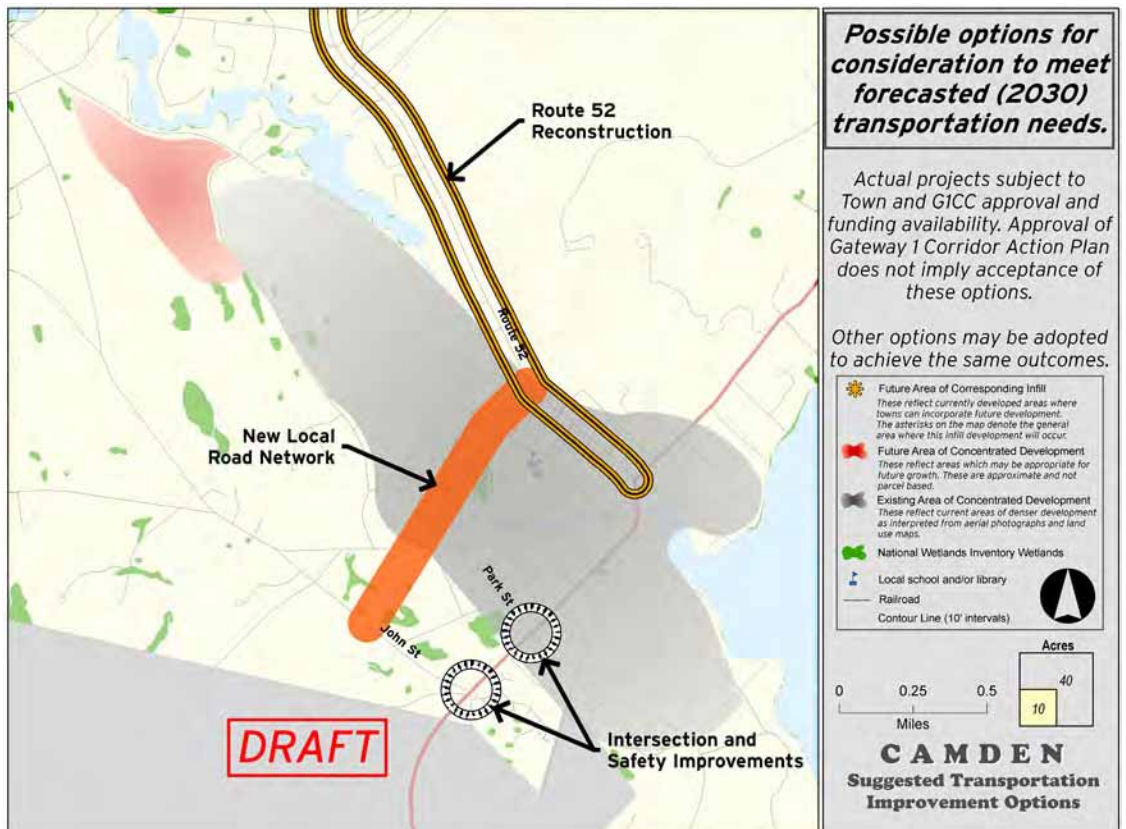 Route 52
Reconstruction
Route 52
New Local
Road Network
Park St
John St
DRAFT
Intersection and
Safety Improvements
Possible options for
consideration to meet
forecasted (2030)
transportation needs.
Actual projects subject to
Town and G1CC approval and
funding availability. Approval of
Gateway 1 Corridor Action Plan
does not imply acceptance of
these options.
Other options may be adopted
to achieve the same outcomes.
Future Area of Corresponding Infill
These reflect currently developed areas where
towns can incorporate future development.
The asterisks on the map denote the general
area where this infill development will occur.
Future Area of Concentrated Development
These reflect areas which may be appropriate for
future growth. These are approximate and not
parcel based.
Existing Area of Concentrated Development
These reflect current areas of denser development
as interpreted from aerial photographs and land
use maps.
National Wetlands Inventory Wetlands
Local school and/or library
Railroad
Contour Line (10' intervals)
Acres
40
10
0 0.25 0.5
Miles
CAMDEN
Suggested Transportation
Improvement Options